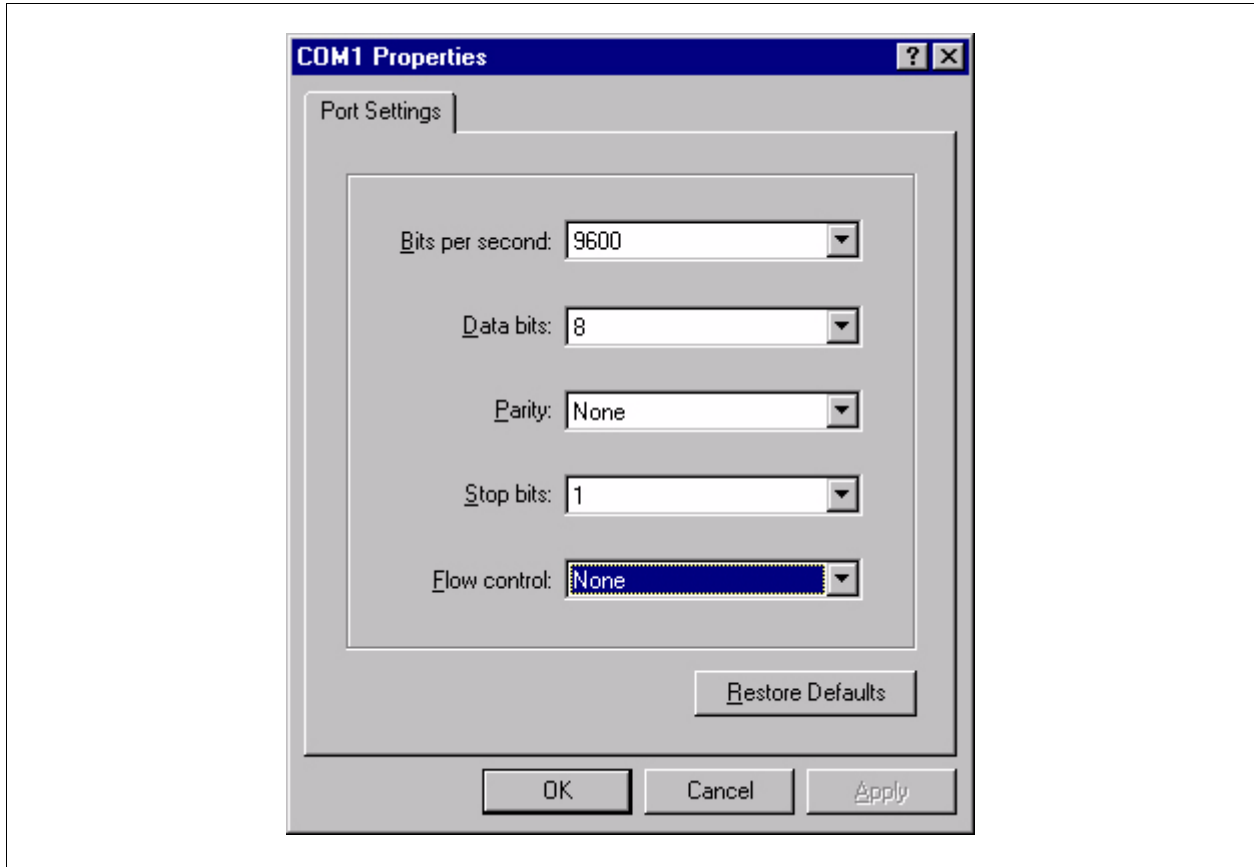 COM1 Properties
Port Settings
Bits per second: 9600
Data bits: 8
Parity: None
Stop bits: 1
Flow control: None
Restore Defaults
OK Cancel Apply